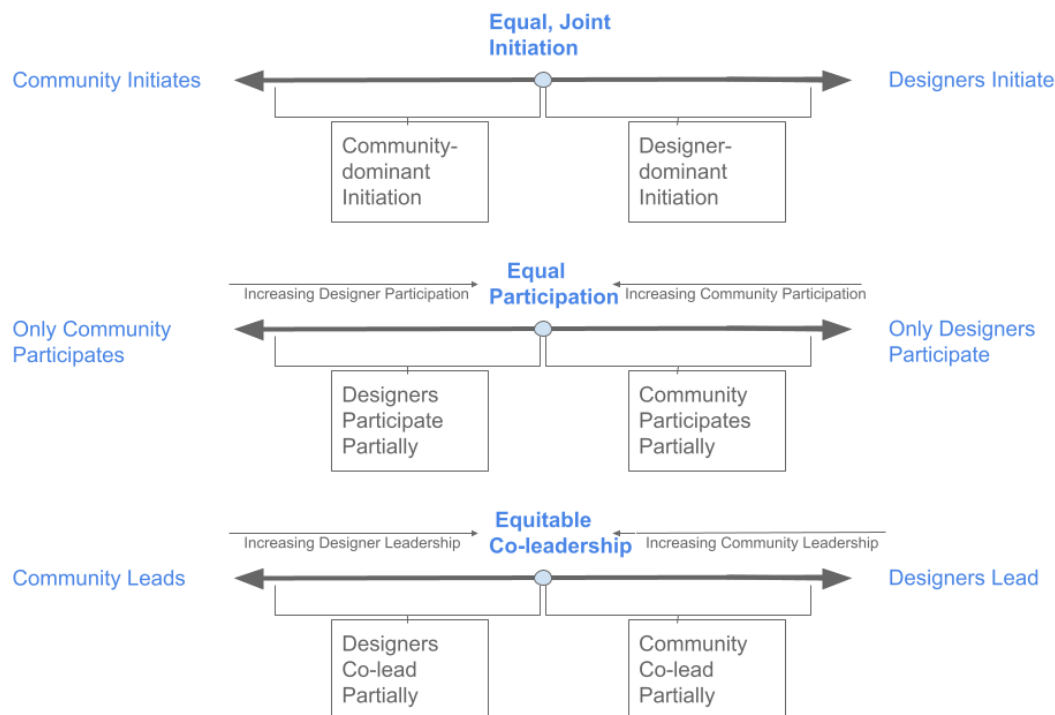 Equal, Joint
Initiation
Community Initiates
Designers Initiate
Community-
dominant
Initiation
Designer-
dominant
Initiation
Equal
Participation
Increasing Designer Participation
Increasing Community Participation
Only Community
Participates
Only Designers
Participate
Designers
Participate
Partially
Community
Participates
Partially
Equitable
Co-leadership
Increasing Designer Leadership
Increasing Community Leadership
Community Leads
Designers Lead
Designers
Co-lead
Partially
Community
Co-lead
Partially